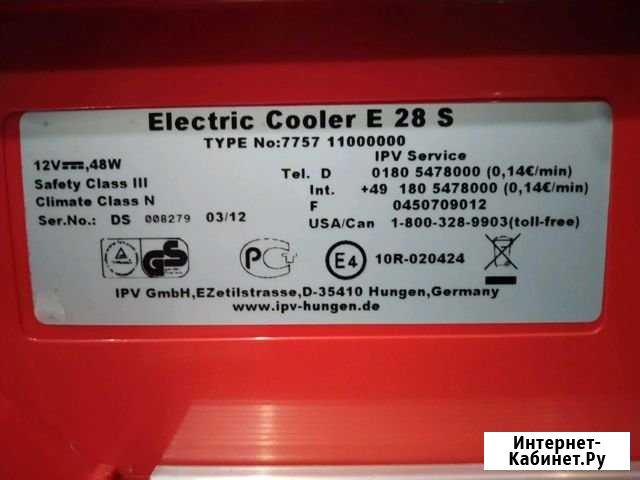 Electric Cooler E 28 S
TYPE No:7757 11000000
12V⎓,48W
Safety Class III
Climate Class N
Ser.No.: DS 008279 03/12
IPV Service
Tel. D 0180 5478000 (0,14€/min)
Int. +49 180 5478000 (0,14€/min)
F 0450709012
USA/Can 1-800-328-9903(toll-free)
GS
РСТ
E4
10R-020424
IPV GmbH,EZetilstrasse,D-35410 Hungen,Germany
www.ipv-hungen.de
Интернет-
Кабинет.Ру